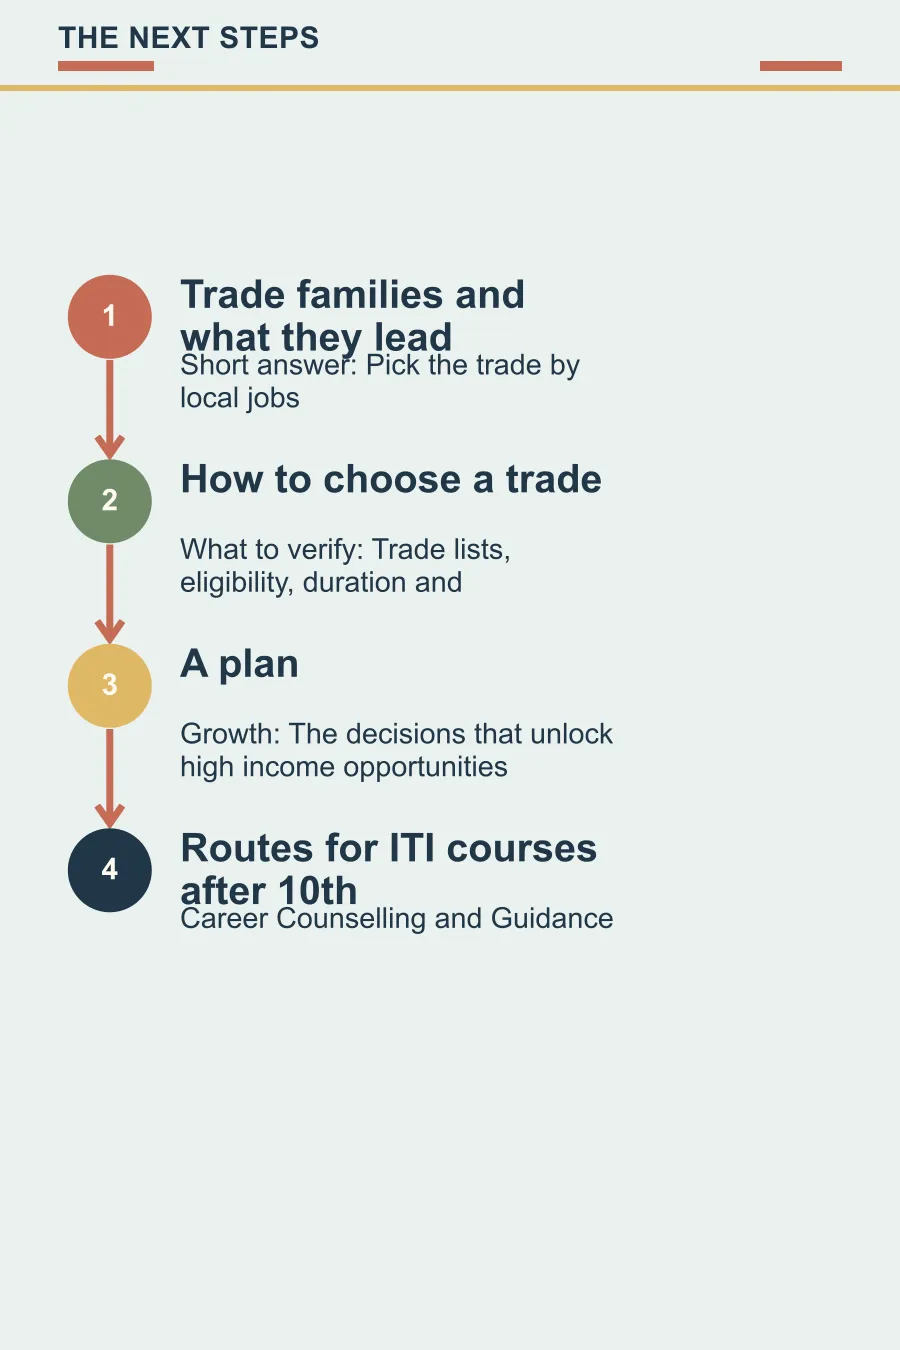 THE NEXT STEPS
1
Trade families and
what they lead
Short answer: Pick the trade by
local jobs
2
How to choose a trade
What to verify: Trade lists,
eligibility, duration and
3
A plan
Growth: The decisions that unlock
high income opportunities
4
Routes for ITI courses
after 10th
Career Counselling and Guidance